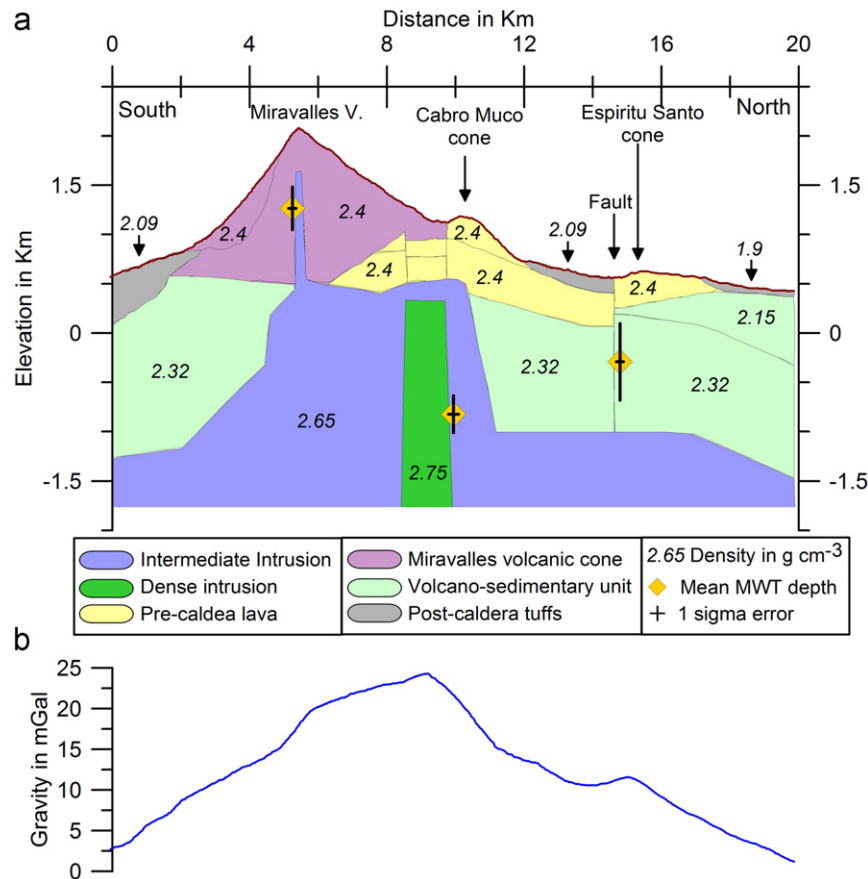 a
Distance in Km
0 4 8 12 16 20
South Miravalles V. Cabro Muco cone Espiritu Santo cone North
Fault
Elevation in Km
1.5 1.5
0 0
-1.5 -1.5
2.09 2.4 2.4 2.4 2.4 2.4 2.09 2.4 1.9
2.15
2.32 2.65 2.75 2.32 2.32
Intermediate Intrusion
Dense intrusion
Pre-caldea lava
Miravalles volcanic cone
Volcano-sedimentary unit
Post-caldera tuffs
2.65 Density in g cm-3
Mean MWT depth
1 sigma error
b
Gravity in mGal
25
20
15
10
5
0